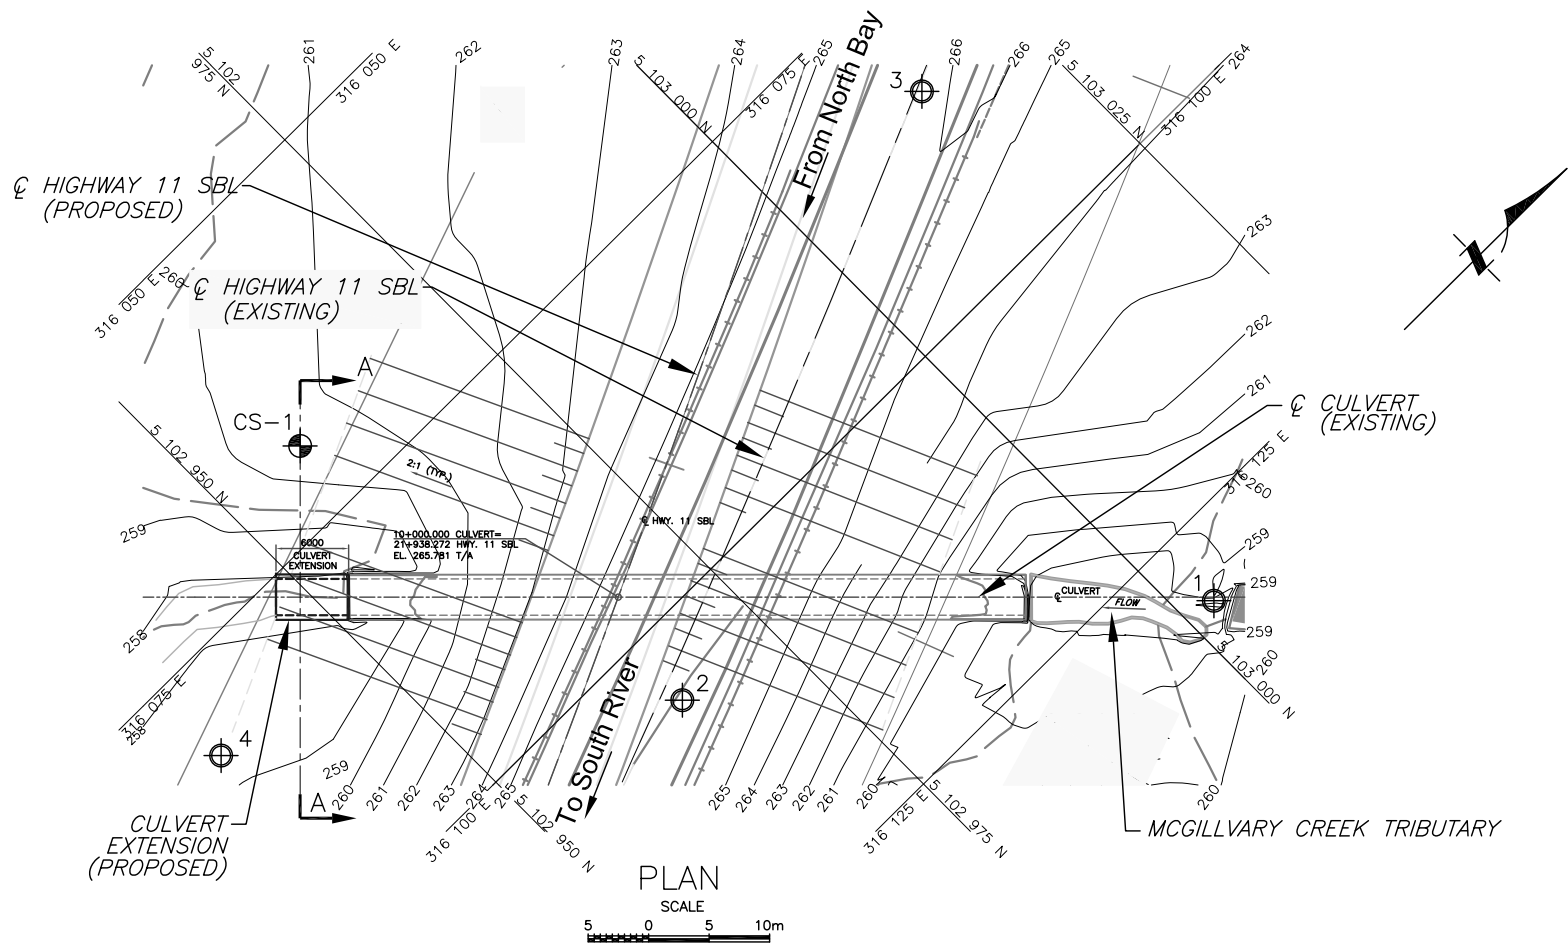 261
262
263
264
265
266
266
265
5 102
975 N
316 050 E
5 103 000 N
316 075 E
3
From North Bay
5 103 025 N
316 100 E
264
℄ HIGHWAY 11 SBL
(PROPOSED)
263
316 050 E
260
℄ HIGHWAY 11 SBL
(EXISTING)
262
A
261
CS-1
℄ CULVERT
(EXISTING)
5 102 950 N
2:1 (TYP.)
316 125 E
260
259
℄ HWY. 11 SBL
10+000.000 CULVERT=
21+938.272 HWY. 11 SBL
EL. 265.781 T/A
6000
CULVERT
EXTENSION
259
259
1
℄ CULVERT
FLOW
258
259
260
5 103 000 N
316 075 E
258
2
To South River
4
259
260
261
262
263
264
265
316 100 E
5 102 950 N
265
264
263
262
261
260
316 125 E
5 102 975 N
260
A
CULVERT
EXTENSION
(PROPOSED)
MCGILLVARY CREEK TRIBUTARY
PLAN
SCALE
5 0 5 10m